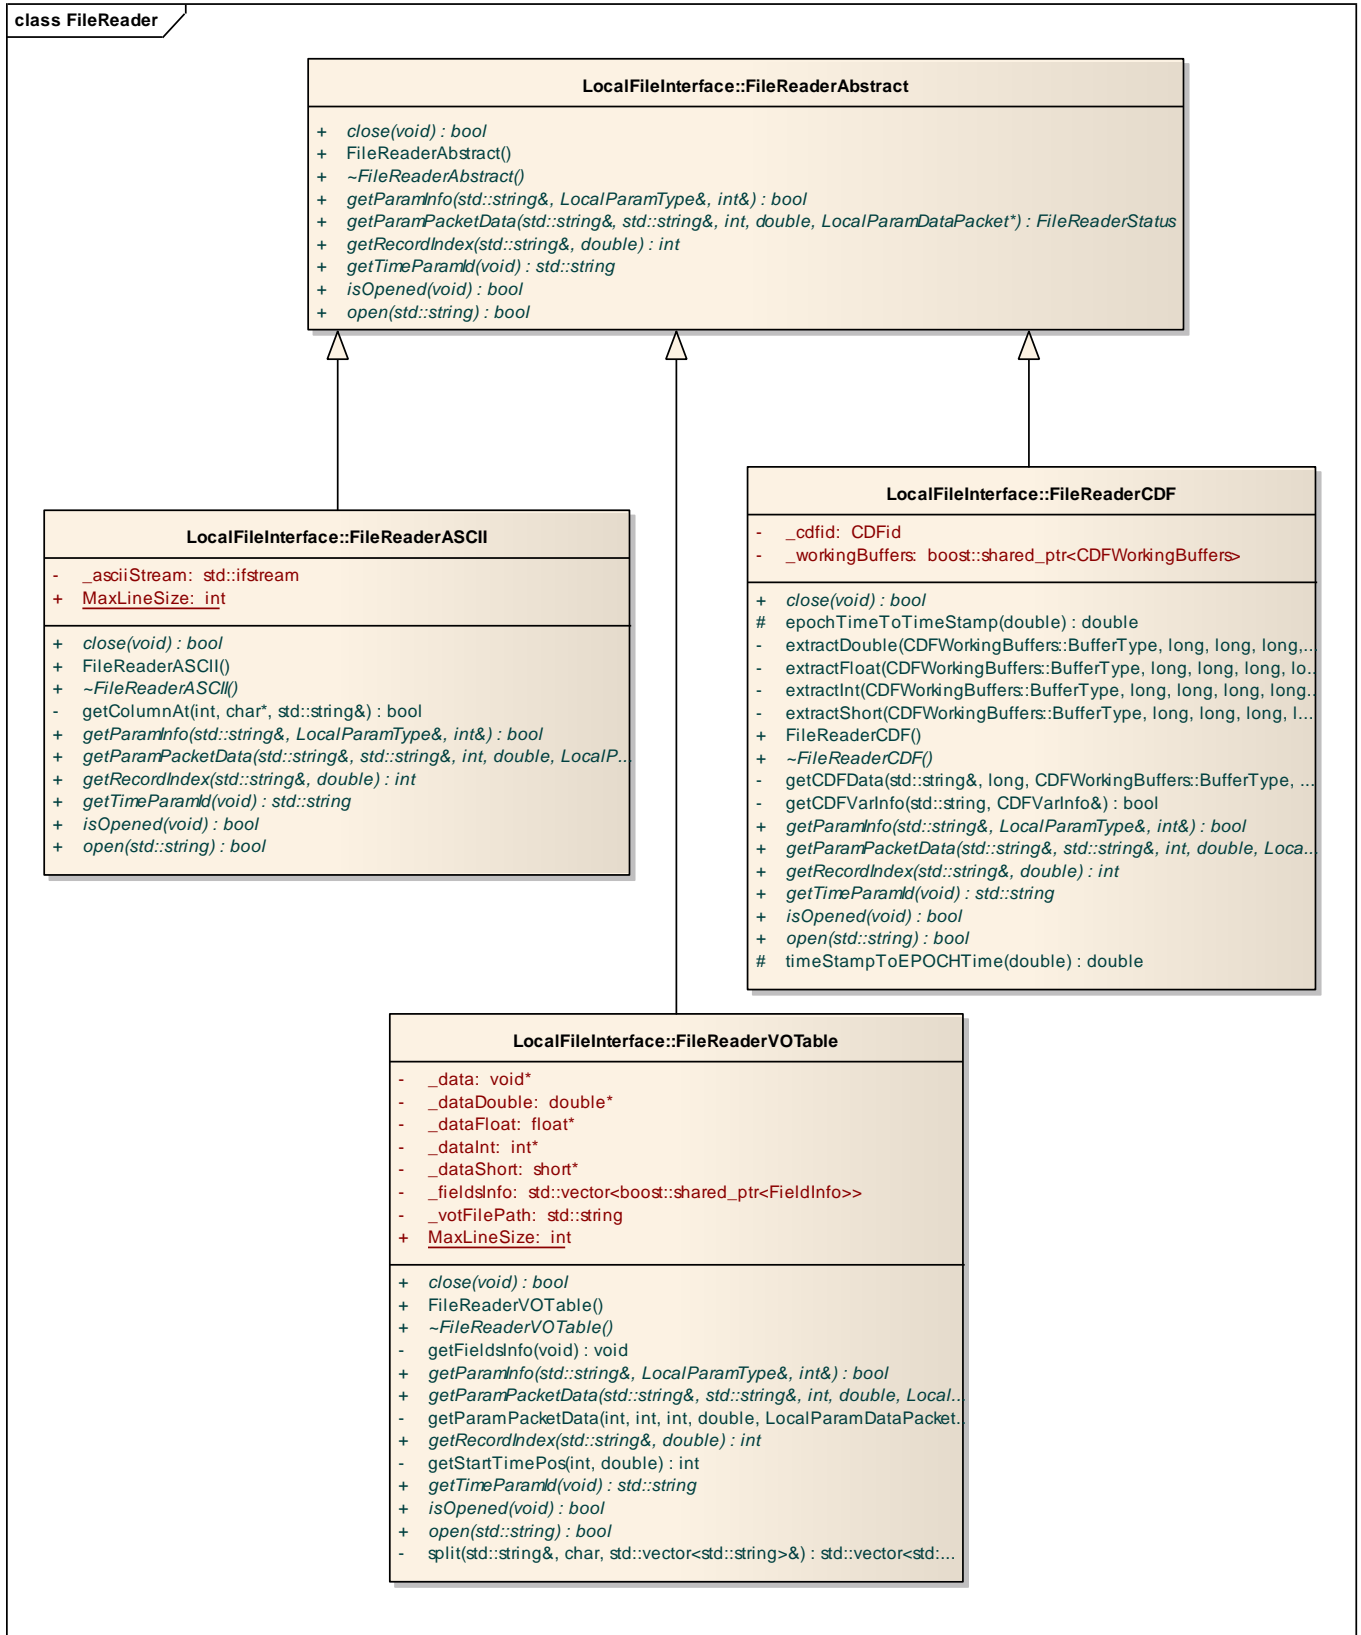 class FileReader
LocalFileInterface::FileReaderAbstract
+ close(void) : bool
+ FileReaderAbstract()
+ ~FileReaderAbstract()
+ getParamInfo(std::string&, LocalParamType&, int&) : bool
+ getParamPacketData(std::string&, std::string&, int, double, LocalParamDataPacket*) : FileReaderStatus
+ getRecordIndex(std::string&, double) : int
+ getTimeParamId(void) : std::string
+ isOpened(void) : bool
+ open(std::string) : bool
LocalFileInterface::FileReaderASCII
- _asciiStream: std::ifstream
+ MaxLineSize: int
+ close(void) : bool
+ FileReaderASCII()
+ ~FileReaderASCII()
- getColumnAt(int, char*, std::string&) : bool
+ getParamInfo(std::string&, LocalParamType&, int&) : bool
+ getParamPacketData(std::string&, std::string&, int, double, LocalP...
+ getRecordIndex(std::string&, double) : int
+ getTimeParamId(void) : std::string
+ isOpened(void) : bool
+ open(std::string) : bool
LocalFileInterface::FileReaderCDF
- _cdfid: CDFid
- _workingBuffers: boost::shared_ptr<CDFWorkingBuffers>
+ close(void) : bool
# epochTimeToTimeStamp(double) : double
- extractDouble(CDFWorkingBuffers::BufferType, long, long, long,...
- extractFloat(CDFWorkingBuffers::BufferType, long, long, long, lo...
- extractInt(CDFWorkingBuffers::BufferType, long, long, long, long...
- extractShort(CDFWorkingBuffers::BufferType, long, long, long, l...
+ FileReaderCDF()
+ ~FileReaderCDF()
- getCDFData(std::string&, long, CDFWorkingBuffers::BufferType, ...
- getCDFVarInfo(std::string, CDFVarInfo&) : bool
+ getParamInfo(std::string&, LocalParamType&, int&) : bool
+ getParamPacketData(std::string&, std::string&, int, double, Loca...
+ getRecordIndex(std::string&, double) : int
+ getTimeParamId(void) : std::string
+ isOpened(void) : bool
+ open(std::string) : bool
# timeStampToEPOCHTime(double) : double
LocalFileInterface::FileReaderVOTable
- _data: void*
- _dataDouble: double*
- _dataFloat: float*
- _dataInt: int*
- _dataShort: short*
- _fieldsInfo: std::vector<boost::shared_ptr<FieldInfo>>
- _votFilePath: std::string
+ MaxLineSize: int
+ close(void) : bool
+ FileReaderVOTable()
+ ~FileReaderVOTable()
- getFieldsInfo(void) : void
+ getParamInfo(std::string&, LocalParamType&, int&) : bool
+ getParamPacketData(std::string&, std::string&, int, double, Local...
- getParamPacketData(int, int, int, double, LocalParamDataPacket...
+ getRecordIndex(std::string&, double) : int
- getStartTimePos(int, double) : int
+ getTimeParamId(void) : std::string
+ isOpened(void) : bool
+ open(std::string) : bool
- split(std::string&, char, std::vector<std::string>&) : std::vector<std:...